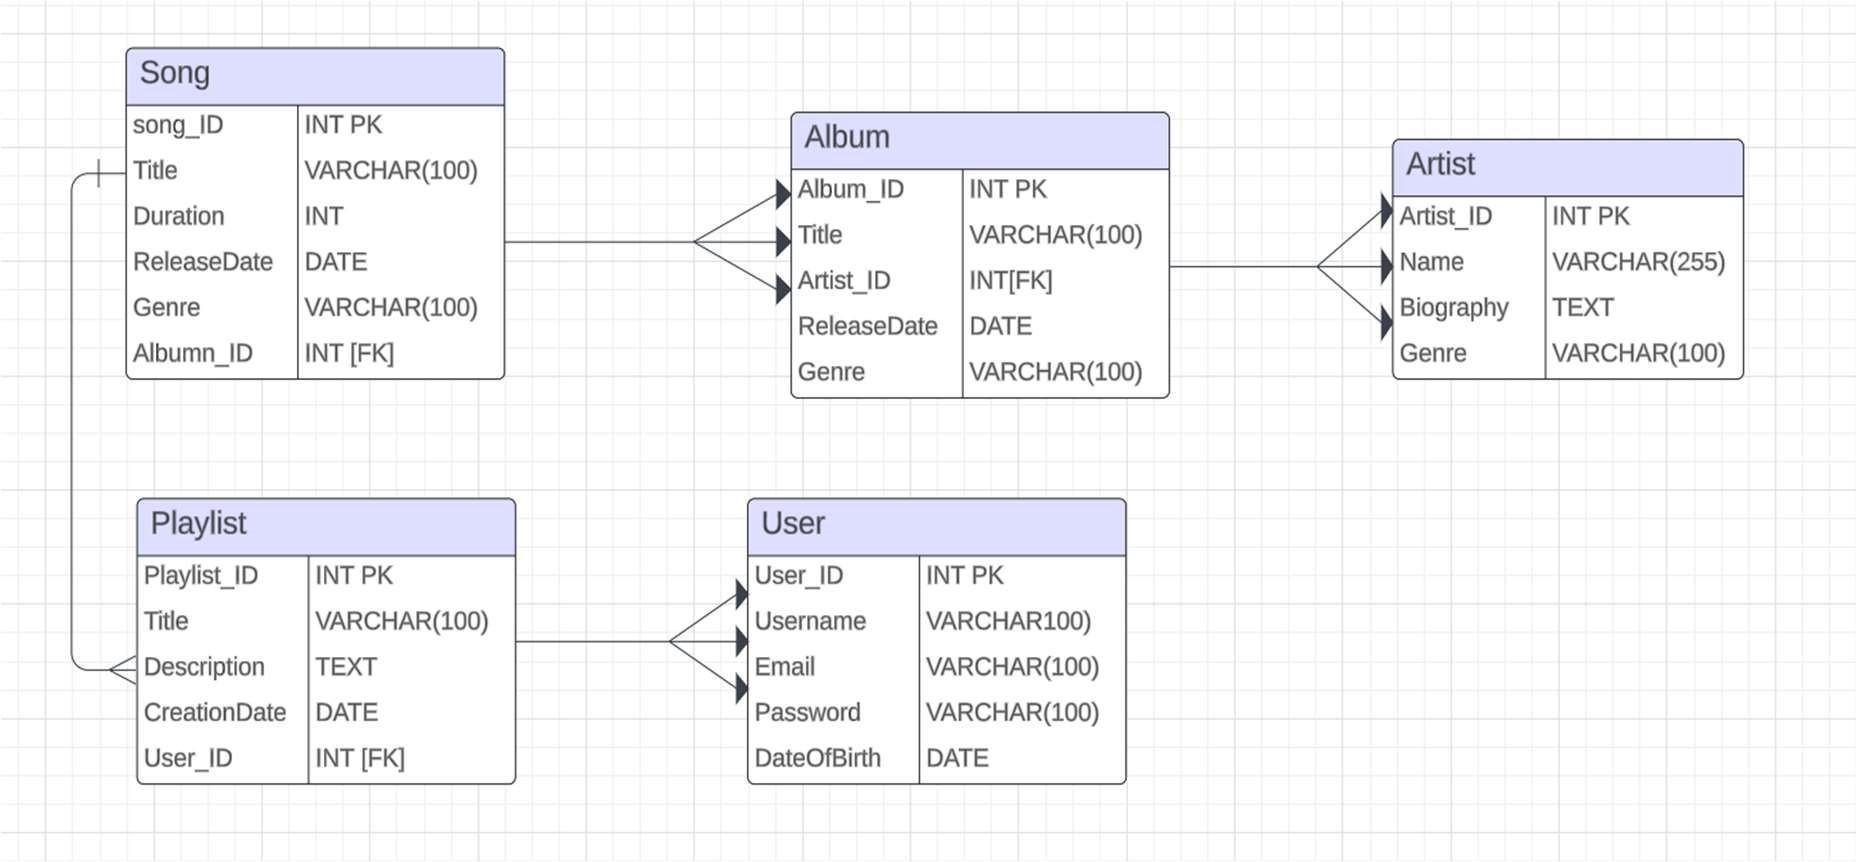 Song
song_ID INT PK
Title VARCHAR(100)
Duration INT
ReleaseDate DATE
Genre VARCHAR(100)
Albumn_ID INT [FK]
Album
Album_ID INT PK
Title VARCHAR(100)
Artist_ID INT[FK]
ReleaseDate DATE
Genre VARCHAR(100)
Artist
Artist_ID INT PK
Name VARCHAR(255)
Biography TEXT
Genre VARCHAR(100)
Playlist
Playlist_ID INT PK
Title VARCHAR(100)
Description TEXT
CreationDate DATE
User_ID INT [FK]
User
User_ID INT PK
Username VARCHAR100)
Email VARCHAR(100)
Password VARCHAR(100)
DateOfBirth DATE